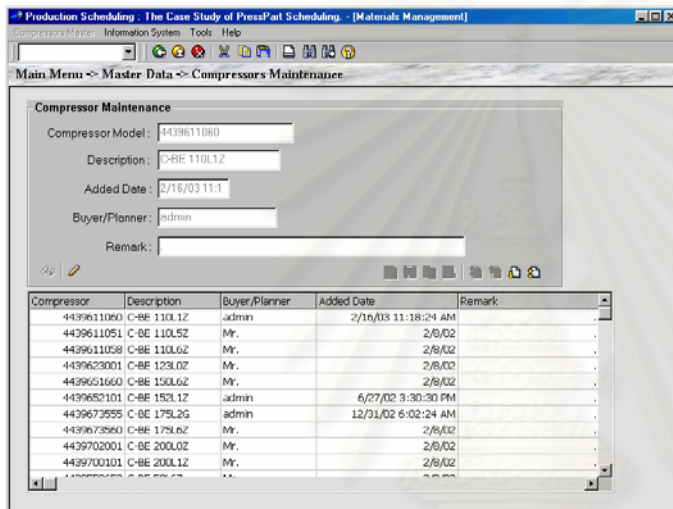 Production Scheduling : The Case Study of PressPart Scheduling. - [Materials Management]
Compressors Master Information System Tools Help
Main Menu -> Master Data -> Compressors Maintenance
Compressor Maintenance
Compressor Model : 4439611060
Description : C-BE 110L1Z
Added Date : 2/16/03 11:1
Buyer/Planner : admin
Remark : .
Compressor Description Buyer/Planner Added Date Remark
4439611060 C-BE 110L1Z admin 2/16/03 11:18:24 AM .
4439611051 C-BE 110L5Z Mr. 2/8/02 .
4439611058 C-BE 110L6Z Mr. 2/8/02 .
4439623001 C-BE 123L0Z Mr. 2/8/02 .
4439651660 C-BE 150L6Z Mr. 2/8/02 .
4439652101 C-BE 152L1Z admin 6/27/02 3:30:30 PM .
4439673555 C-BE 175L2G admin 12/31/02 6:02:24 AM .
4439673560 C-BE 175L6Z Mr. 2/8/02 .
4439702001 C-BE 200L0Z Mr. 2/8/02 .
4439700101 C-BE 200L1Z Mr. 2/8/02 .